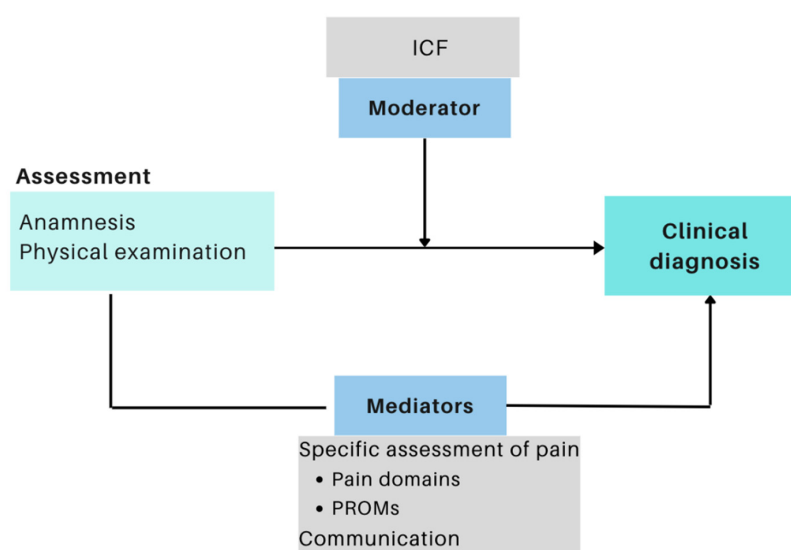 ICF
Moderator
Assessment
Anamnesis
Physical examination
Clinical
diagnosis
Mediators
Specific assessment of pain
• Pain domains
• PROMs
Communication